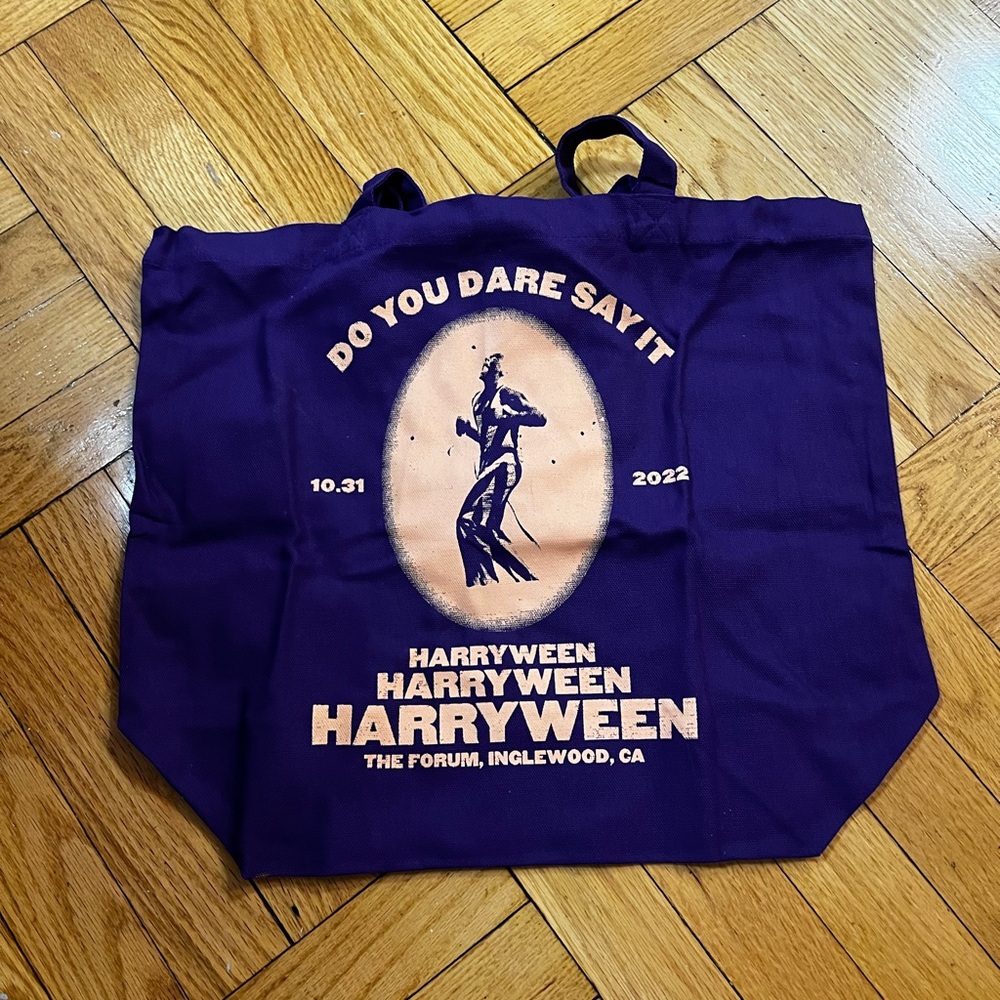 DO YOU DARE SAY IT
10.31 2022
HARRYWEEN
HARRYWEEN
HARRYWEEN
THE FORUM, INGLEWOOD, CA